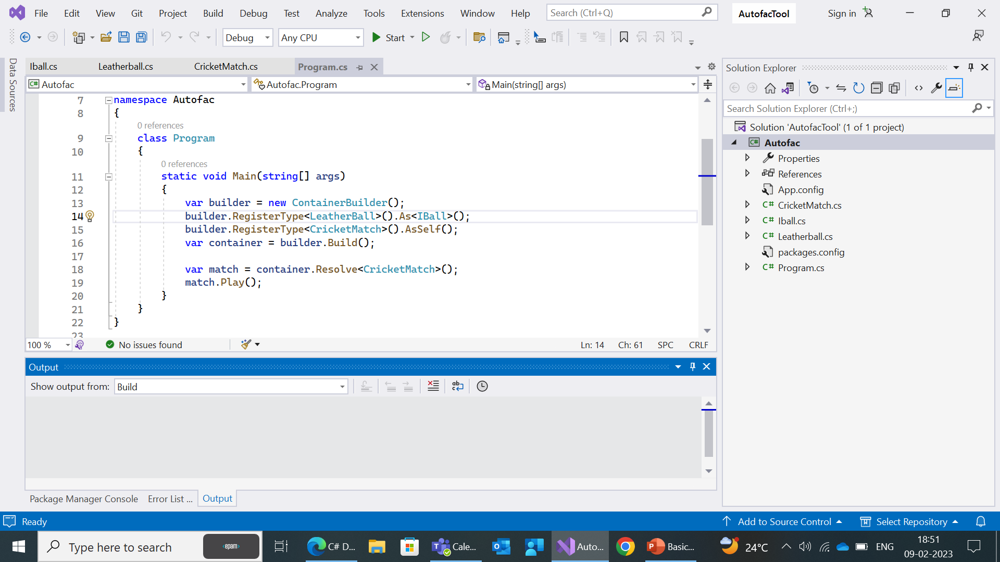 File Edit View Git Project Build Debug Test Analyze Tools Extensions Window Help Search (Ctrl+Q) AutofacTool Sign in
Debug Any CPU Start
Data Sources
Iball.cs Leatherball.cs CricketMatch.cs Program.cs
C# Autofac Autofac.Program Main(string[] args)
7 namespace Autofac
8 {
0 references
9 class Program
10 {
0 references
11 static void Main(string[] args)
12 {
13 var builder = new ContainerBuilder();
14 builder.RegisterType<LeatherBall>().As<IBall>();
15 builder.RegisterType<CricketMatch>().AsSelf();
16 var container = builder.Build();
17
18 var match = container.Resolve<CricketMatch>();
19 match.Play();
20 }
21 }
22 }
23
100 % No issues found Ln: 14 Ch: 61 SPC CRLF
Output
Show output from: Build
Package Manager Console Error List ... Output
Solution Explorer
Search Solution Explorer (Ctrl+;)
Solution 'AutofacTool' (1 of 1 project)
C# Autofac
Properties
References
App.config
C# CricketMatch.cs
C# Iball.cs
C# Leatherball.cs
packages.config
C# Program.cs
Ready Add to Source Control Select Repository
Type here to search <epam> C# D... Cale... Auto... Basic... 24°C ENG 18:51
09-02-2023